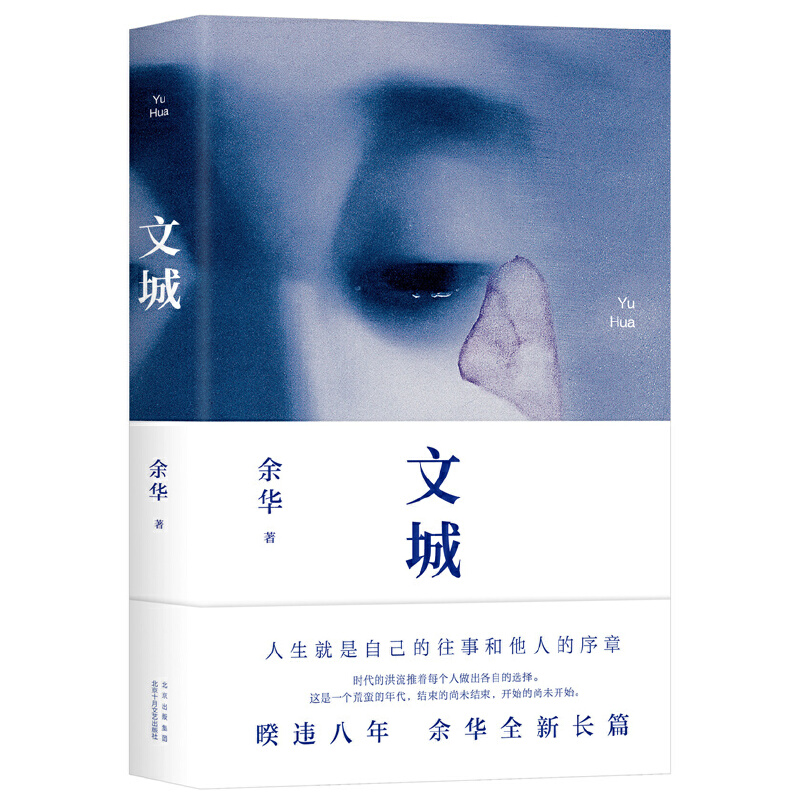 Yu
Hua
文城
余华
著
北京出版集团
北京十月文艺出版社
Yu
Hua
文城
余华
著
人生就是自己的往事和他人的序章
时代的洪流推着每个人做出各自的选择。
这是一个荒蛮的年代，结束的尚未结束，开始的尚未开始。
暌违八年 余华全新长篇